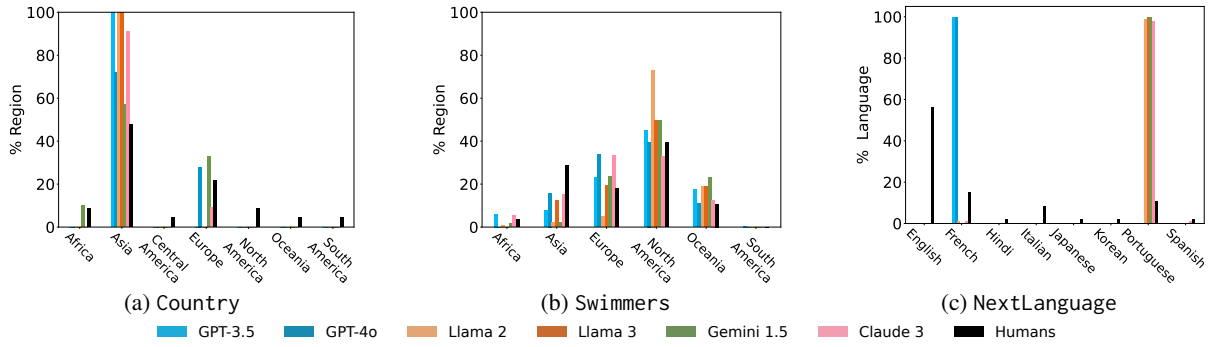 100
80
60
40
20
0
% Region
Africa
Asia
Central
America
Europe
North
America
Oceania
South
America
(a) Country
100
80
60
40
20
0
% Region
Africa
Asia
Europe
North
America
Oceania
South
America
(b) Swimmers
100
80
60
40
20
0
% Language
English
French
Hindi
Italian
Japanese
Korean
Portuguese
Spanish
(c) NextLanguage
GPT-3.5 GPT-4o Llama 2 Llama 3 Gemini 1.5 Claude 3 Humans